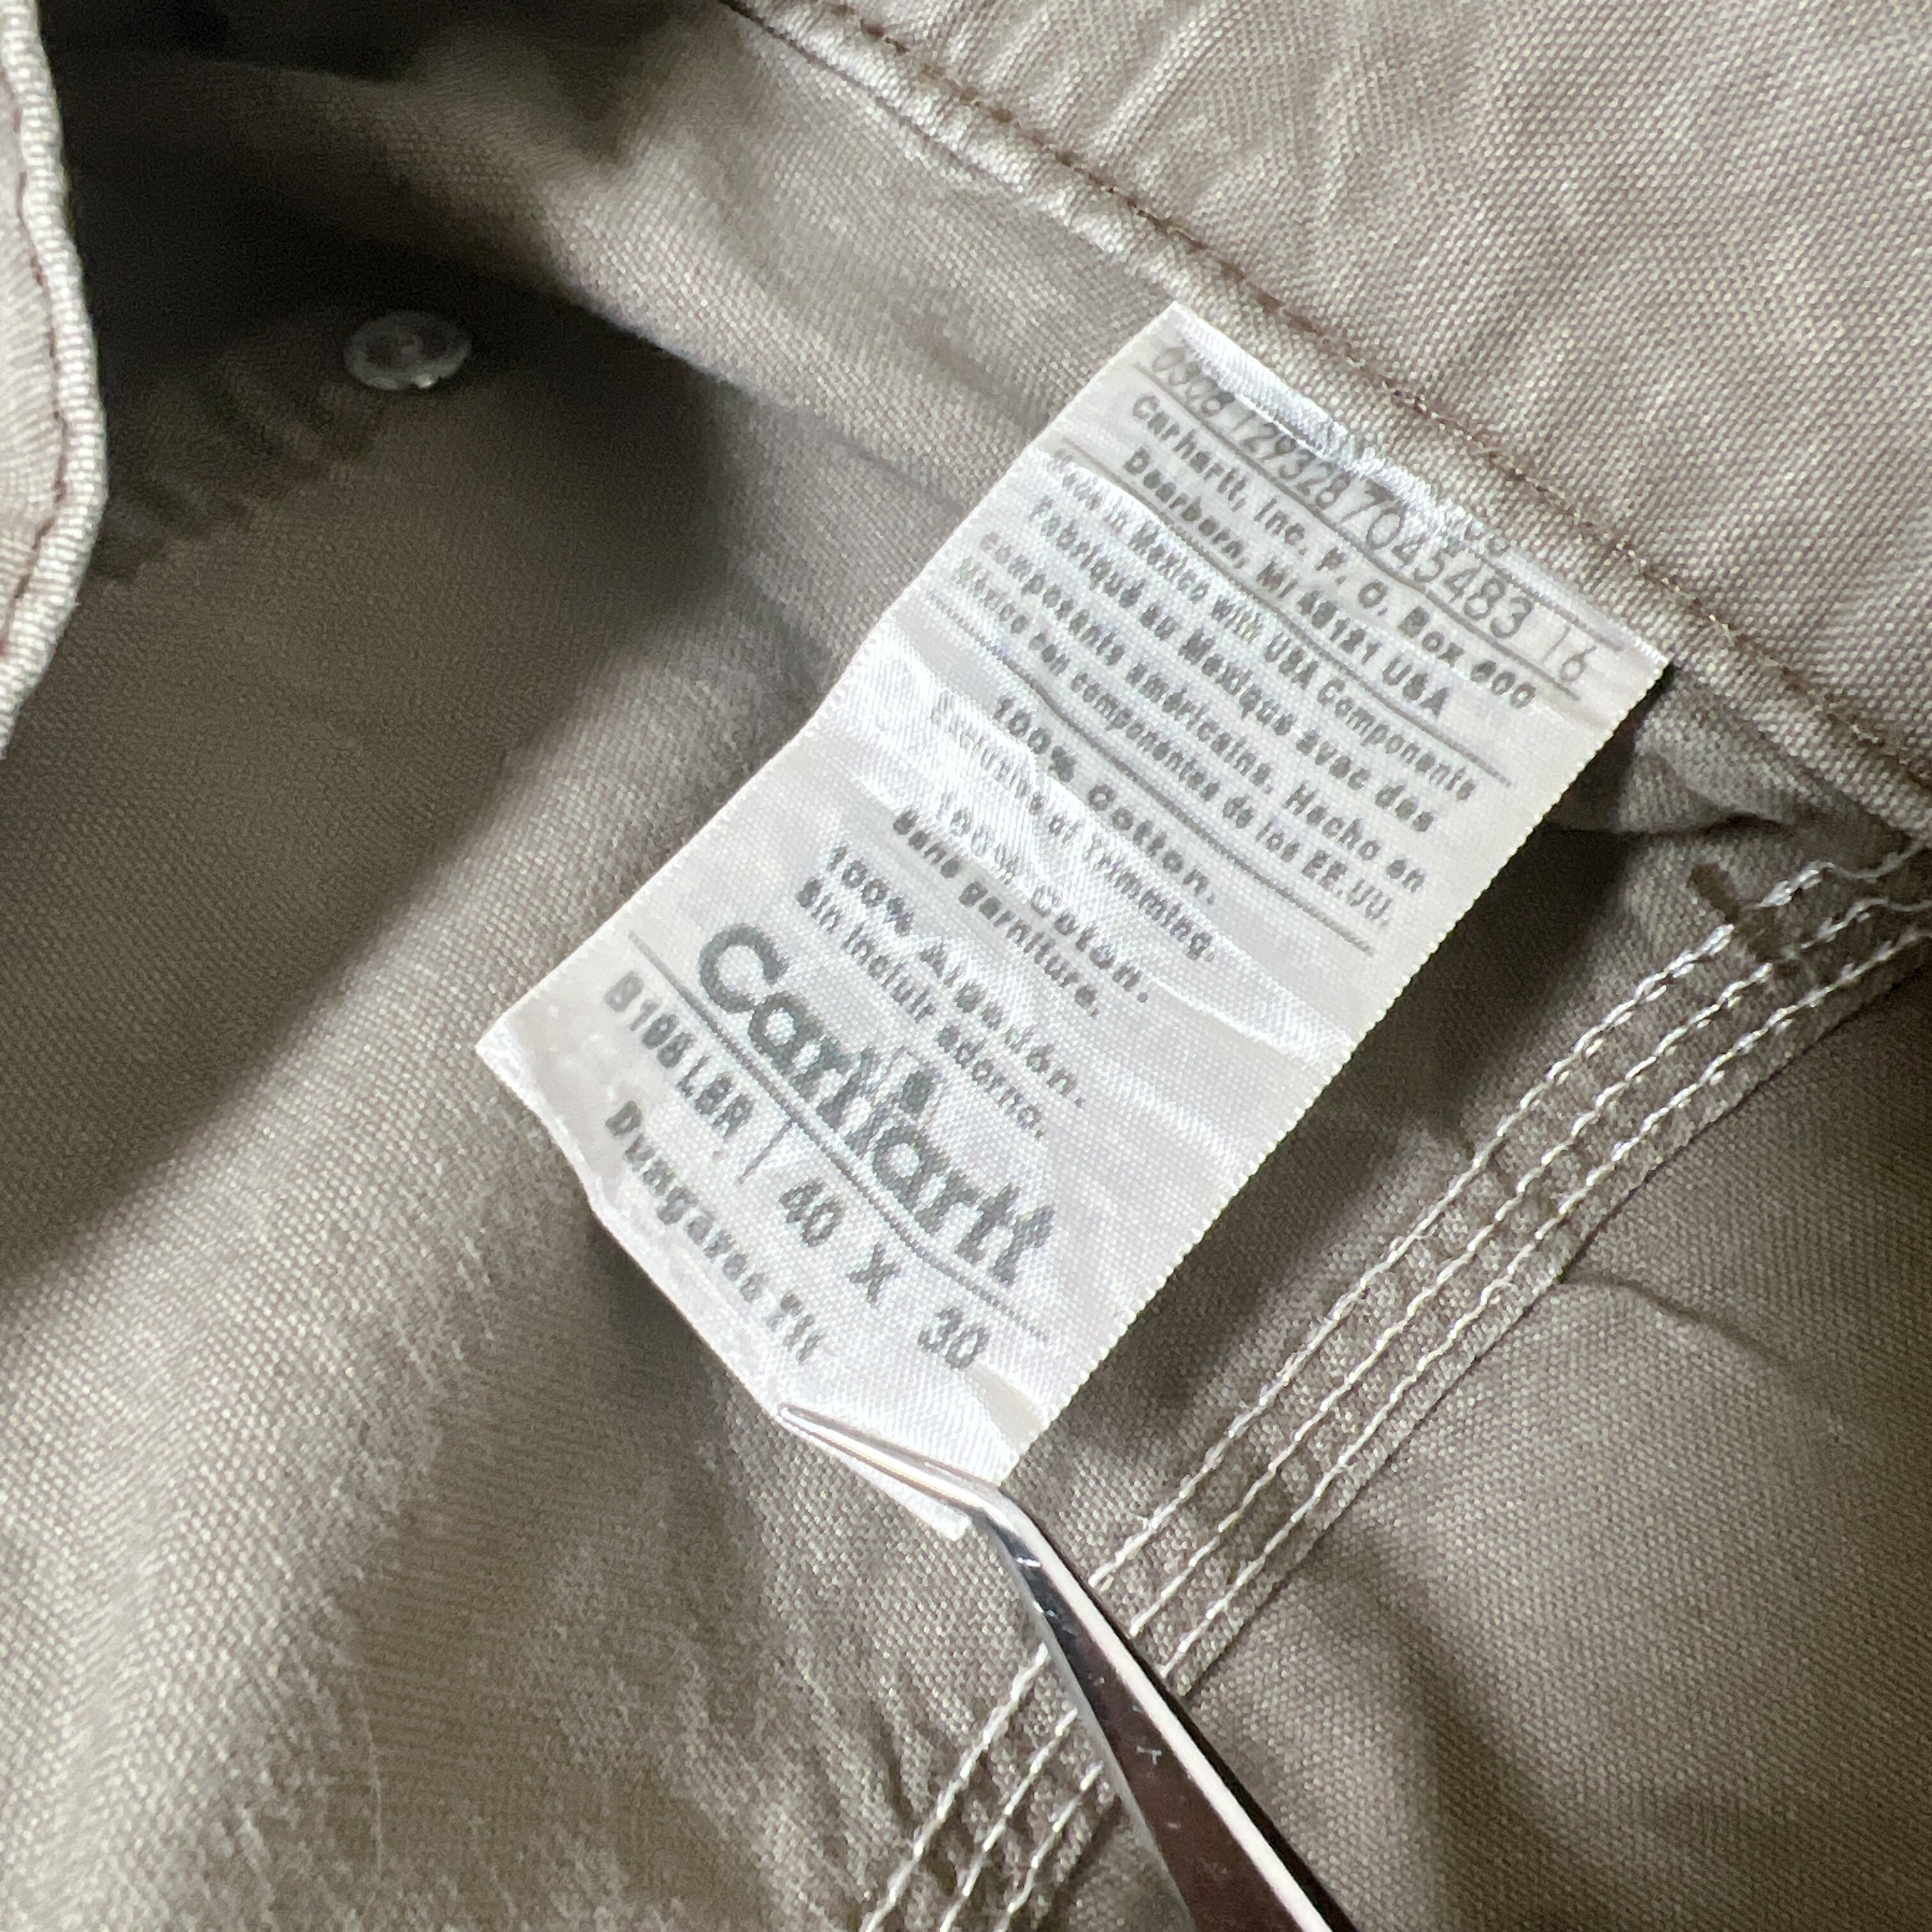 Carhartt, Inc. P. O. Box 600
Dearborn, MI 48121 USA
Made in Mexico with USA Components
Fabriqué au Mexique avec des
composants américains. Hecho en
México con componentes de los EE.UU.
100% Cotton.
Exclusive of Trimming.
100% Coton.
Sans garniture.
100% Algodón.
Sin incluir adorno.
Carhartt
B106 LBR 40 X 30
Dungaree Fit